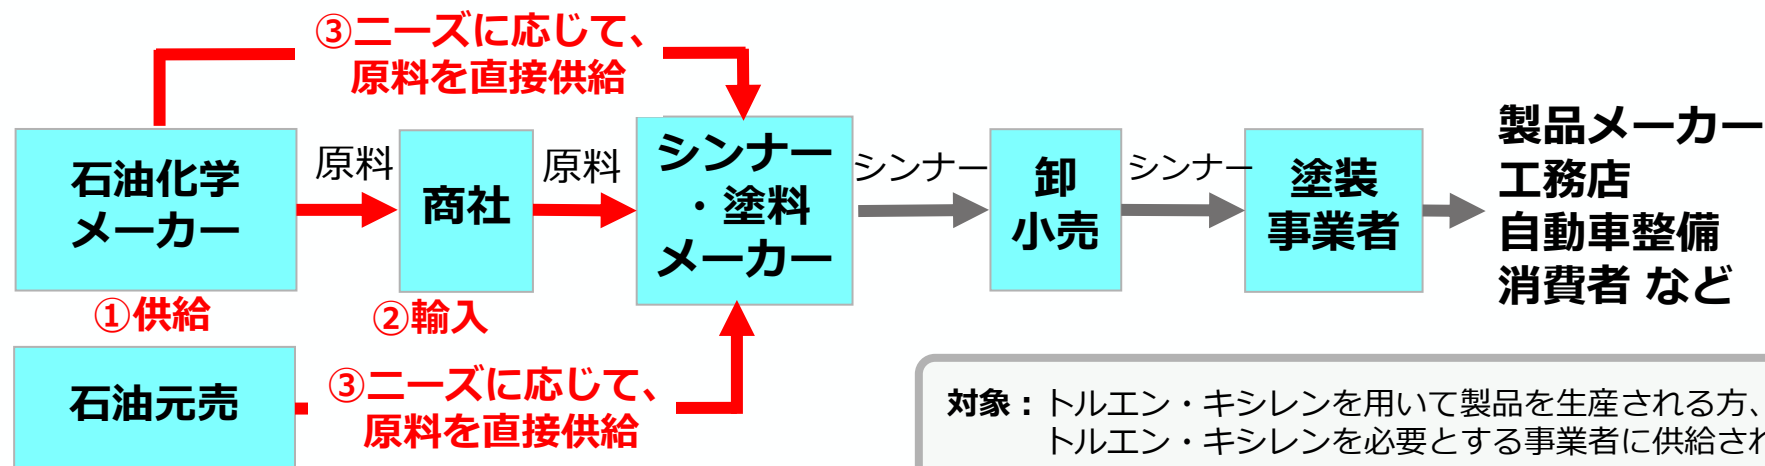 ③ニーズに応じて、
原料を直接供給
石油化学
メーカー
原料
商社
原料
シンナー
・塗料
メーカー
シンナー
卸
小売
シンナー
塗装
事業者
製品メーカー
工務店
自動車整備
消費者 など
①供給
②輸入
石油元売
③ニーズに応じて、
原料を直接供給
対象：トルエン・キシレンを用いて製品を生産される方、
トルエン・キシレンを必要とする事業者に供給され